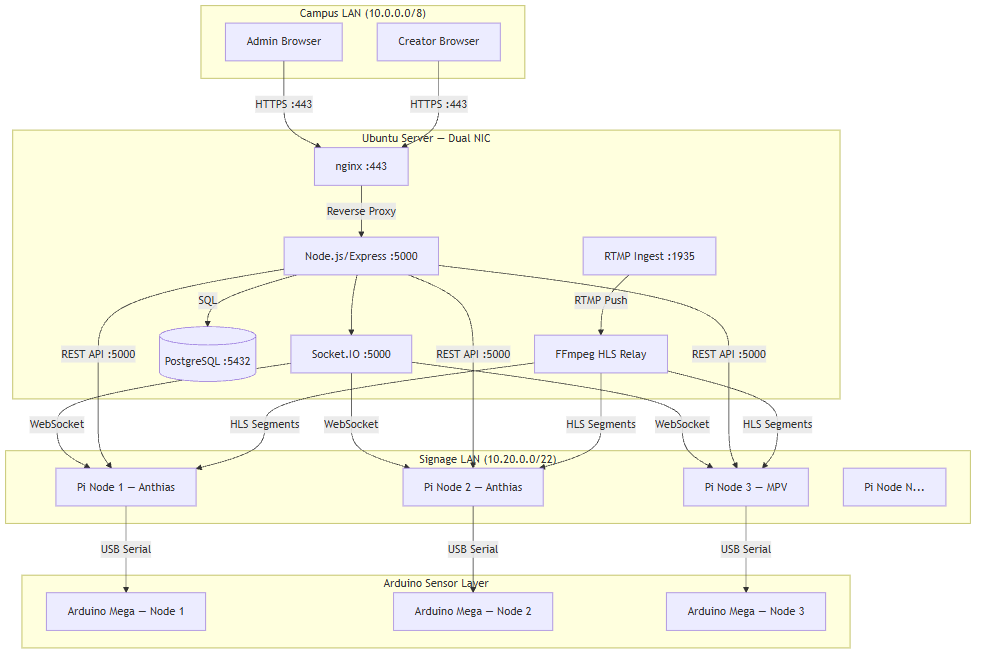 Campus LAN (10.0.0.0/8)
Admin Browser
Creator Browser
HTTPS :443
HTTPS :443
Ubuntu Server — Dual NIC
nginx :443
Reverse Proxy
Node.js/Express :5000
RTMP Ingest :1935
SQL
RTMP Push
REST API :5000
PostgreSQL :5432
Socket.IO :5000
REST API :5000
FFmpeg HLS Relay
REST API :5000
WebSocket
HLS Segments
WebSocket
HLS Segments
WebSocket
HLS Segments
Signage LAN (10.20.0.0/22)
Pi Node 1 — Anthias
Pi Node 2 — Anthias
Pi Node 3 — MPV
Pi Node N...
USB Serial
USB Serial
USB Serial
Arduino Sensor Layer
Arduino Mega — Node 1
Arduino Mega — Node 2
Arduino Mega — Node 3